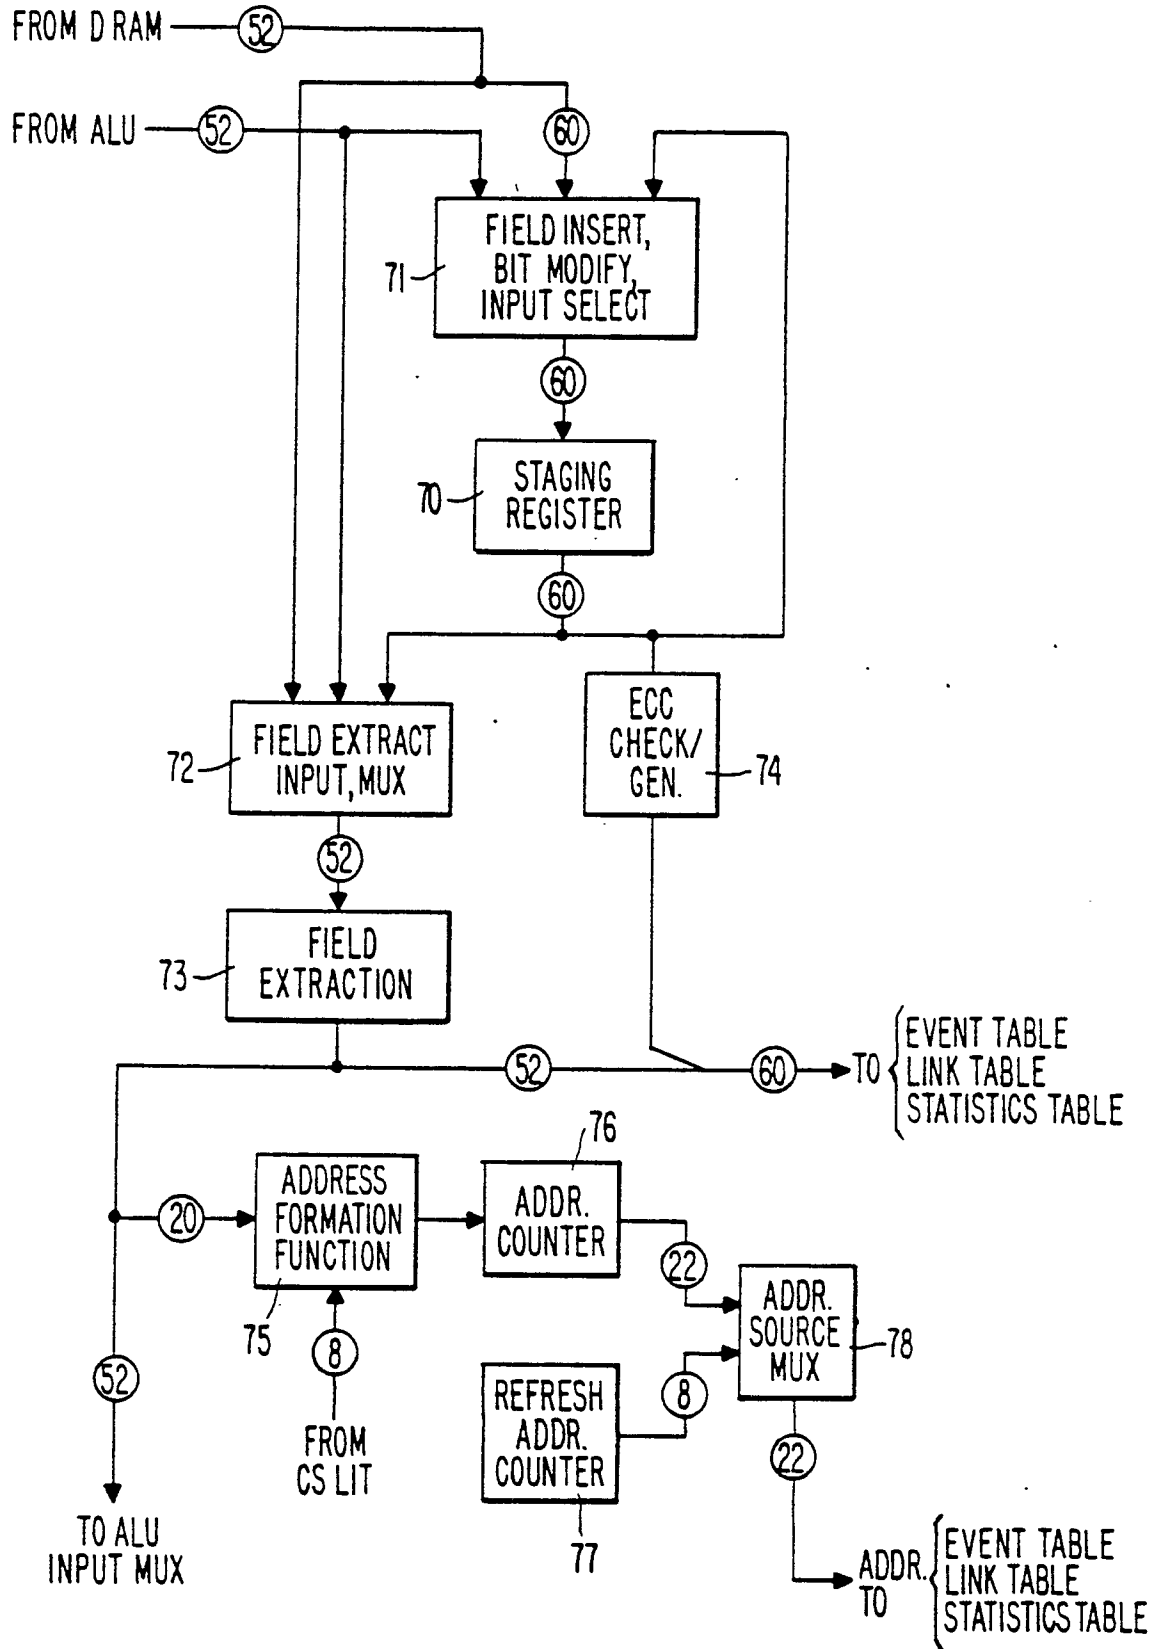 FROM D RAM
52
FROM ALU
52
60
FIELD INSERT,
BIT MODIFY,
INPUT SELECT
71
60
STAGING
REGISTER
70
60
FIELD EXTRACT
INPUT, MUX
72
ECC
CHECK/
GEN.
74
52
FIELD
EXTRACTION
73
52
60
TO
EVENT TABLE
LINK TABLE
STATISTICS TABLE
20
ADDRESS
FORMATION
FUNCTION
75
76
ADDR.
COUNTER
22
ADDR.
SOURCE
MUX
78
8
FROM
CS LIT
REFRESH
ADDR.
COUNTER
77
8
22
52
TO ALU
INPUT MUX
ADDR.
TO
EVENT TABLE
LINK TABLE
STATISTICS TABLE